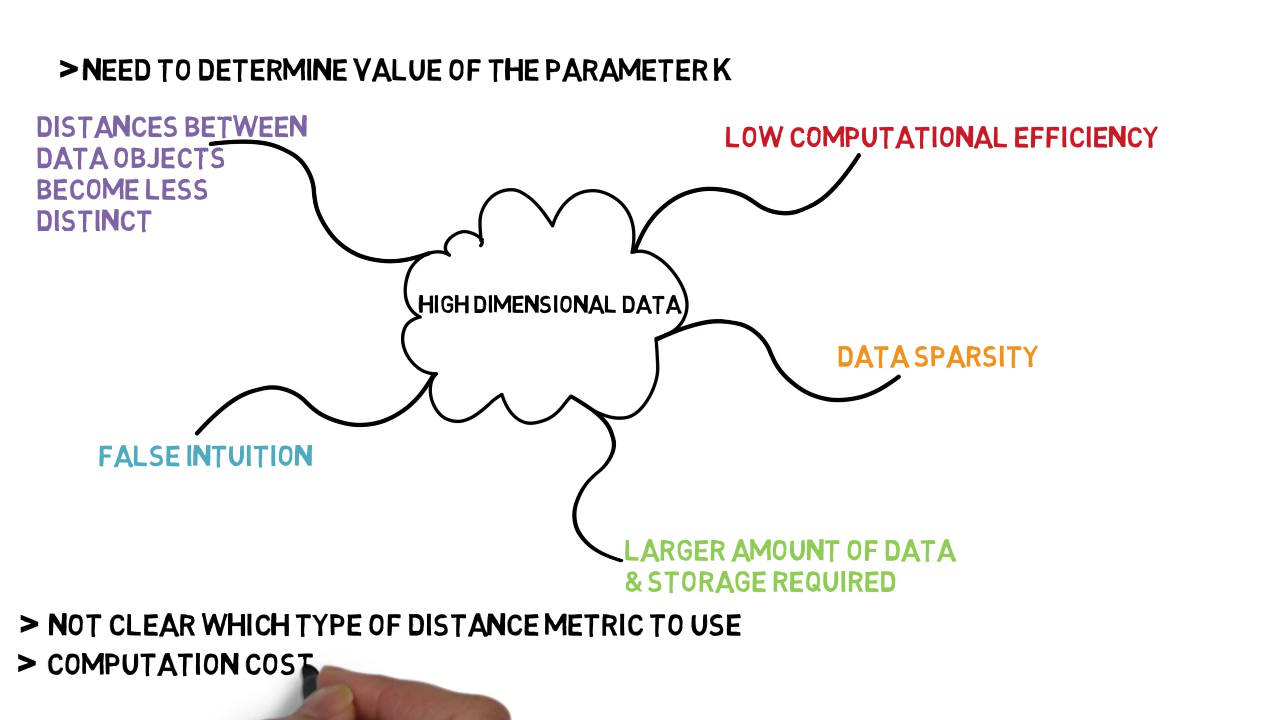 > NEED TO DETERMINE VALUE OF THE PARAMETER K
DISTANCES BETWEEN
DATA OBJECTS
BECOME LESS
DISTINCT
LOW COMPUTATIONAL EFFICIENCY
HIGH DIMENSIONAL DATA
DATA SPARSITY
FALSE INTUITION
LARGER AMOUNT OF DATA
& STORAGE REQUIRED
> NOT CLEAR WHICH TYPE OF DISTANCE METRIC TO USE
> COMPUTATION COST